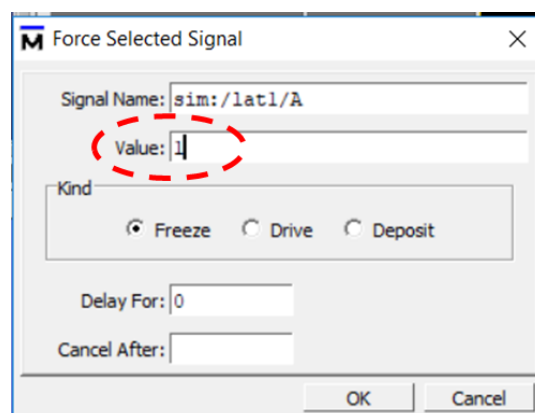 M Force Selected Signal
Signal Name: sim:/lat1/A
Value: 1
Kind
Freeze Drive Deposit
Delay For: 0
Cancel After:
OK Cancel